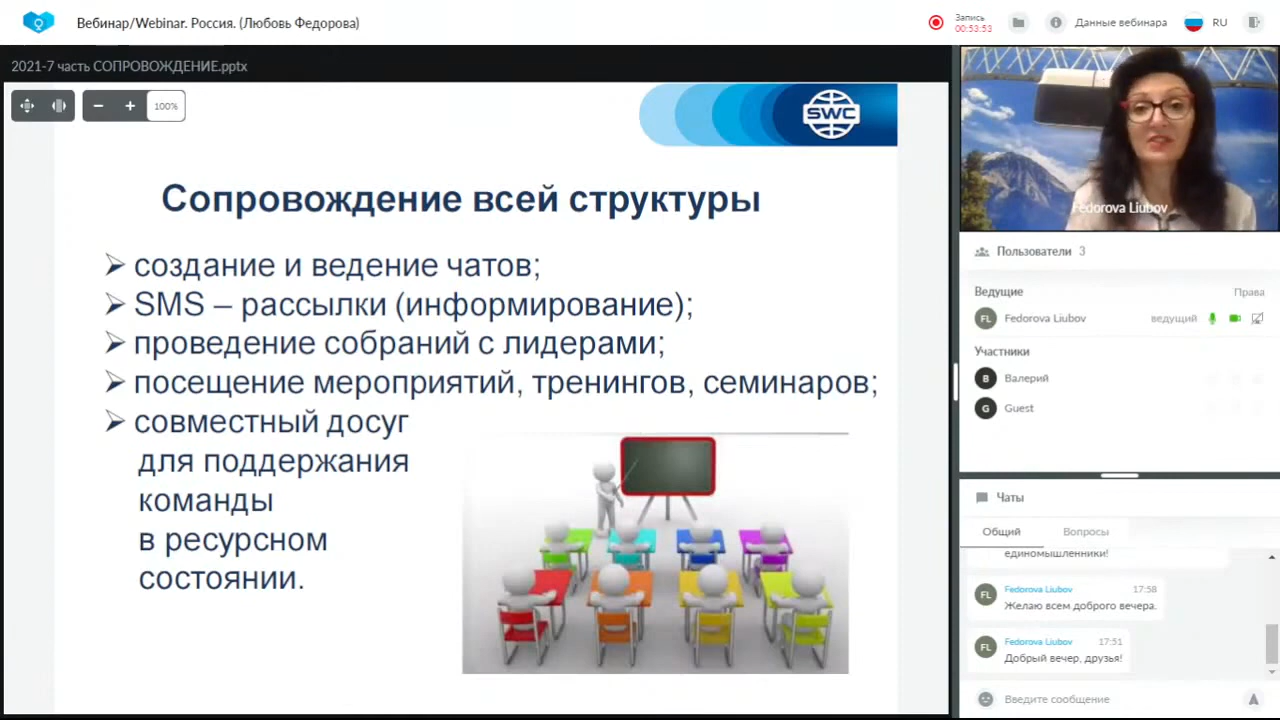 Вебинар/Webinar. Россия. (Любовь Федорова)
Запись
00:53:53
Данные вебинара
RU
2021-7 часть СОПРОВОЖДЕНИЕ.pptx
100%
SWC
Сопровождение всей структуры
➢ создание и ведение чатов;
➢ SMS – рассылки (информирование);
➢ проведение собраний с лидерами;
➢ посещение мероприятий, тренингов, семинаров;
➢ совместный досуг
для поддержания
команды
в ресурсном
состоянии.
Fedorova Liubov
Пользователи 3
Ведущие Права
FL Fedorova Liubov ведущий
Участники
В Валерий
G Guest
Чаты
Общий Вопросы
единомышленники!
FL Fedorova Liubov 17:58
Желаю всем доброго вечера.
FL Fedorova Liubov 17:51
Добрый вечер, друзья!
Введите сообщение